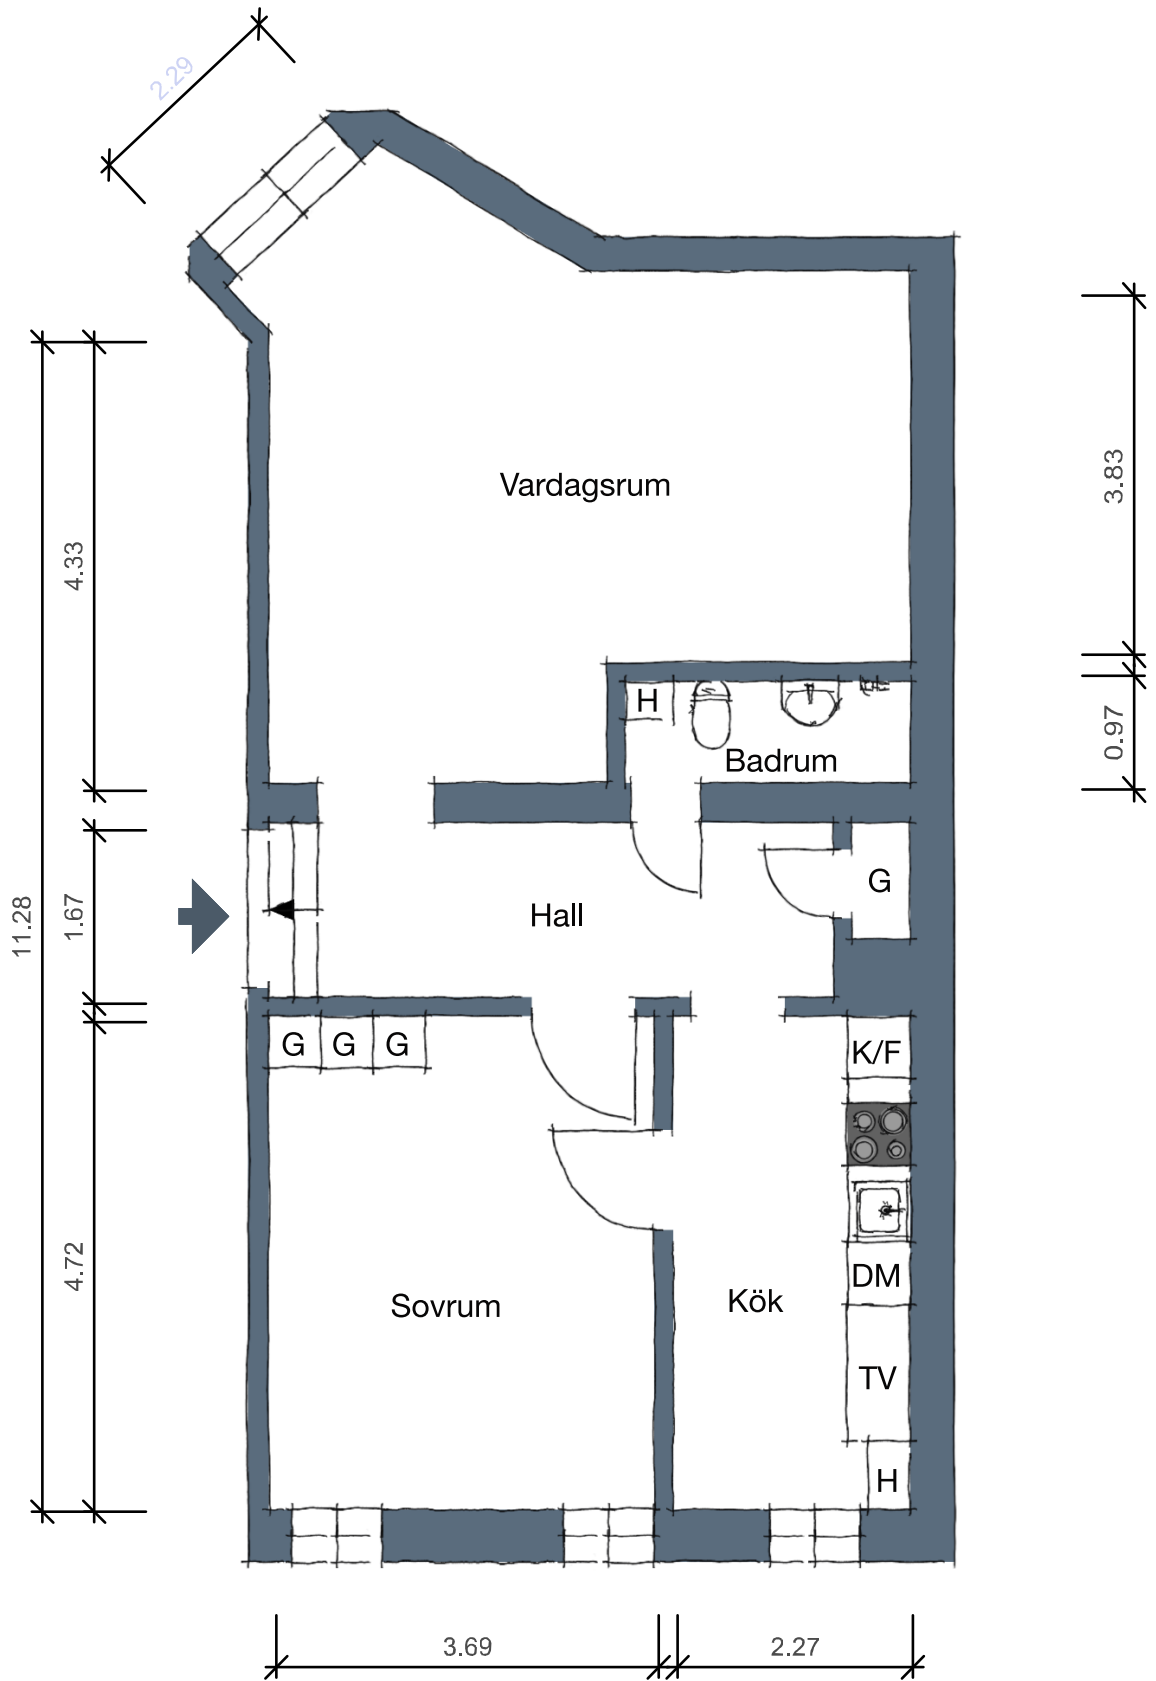 2.29
Vardagsrum
3.83
4.33
H
Badrum
0.97
G
Hall
1.67
11.28
G G G
K/F
4.72
DM
Sovrum
Kök
TV
H
3.69
2.27